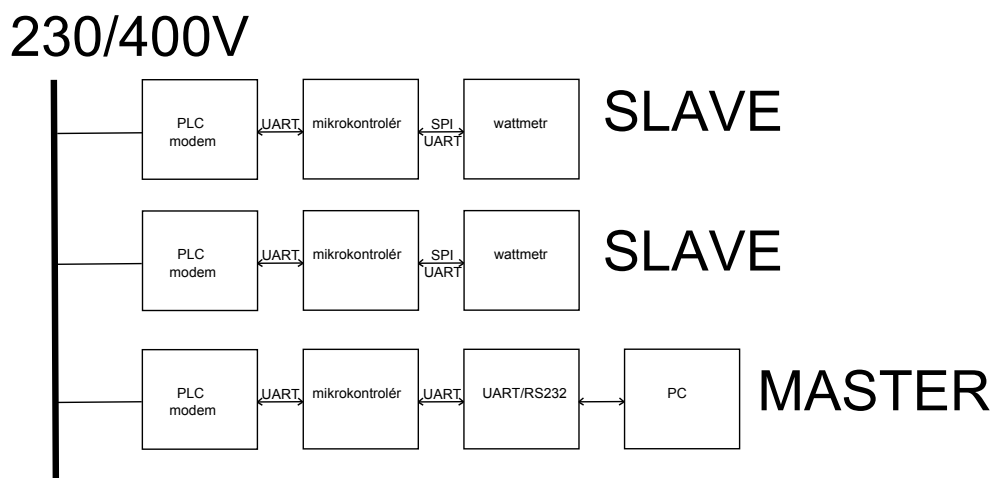 230/400V
PLC
modem
UART
mikrokontrolér
SPI
UART
wattmetr
SLAVE
PLC
modem
UART
mikrokontrolér
SPI
UART
wattmetr
SLAVE
PLC
modem
UART
mikrokontrolér
UART
UART/RS232
PC
MASTER